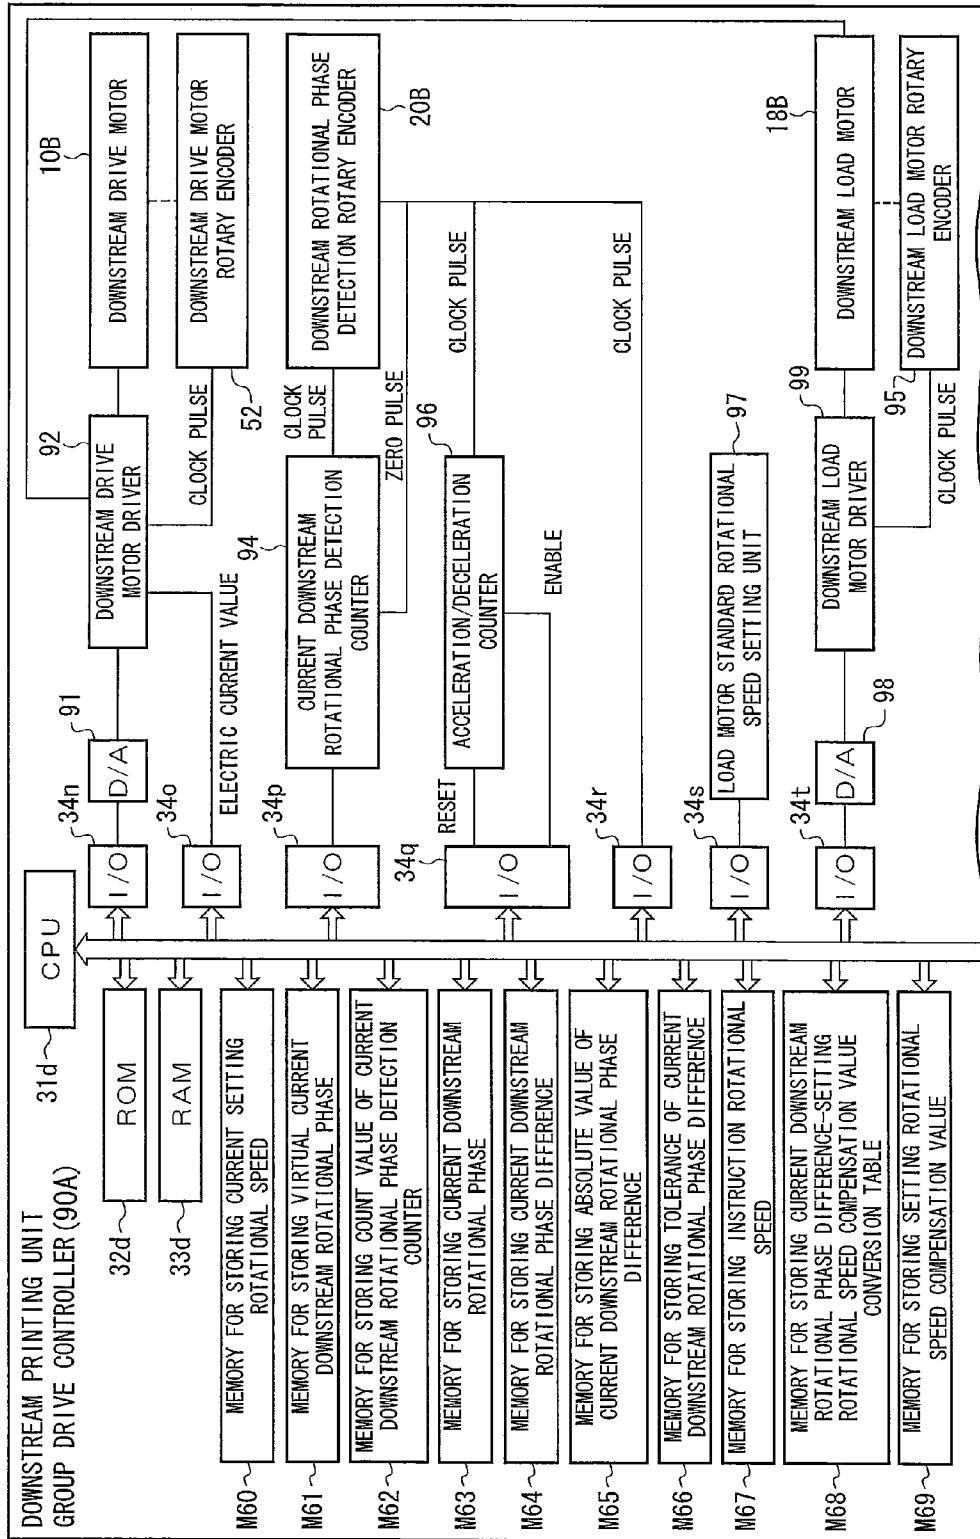 DOWNSTREAM PRINTING UNIT
GROUP DRIVE CONTROLLER(90A)
31d
CPU
32d
ROM
33d
RAM
M60
MEMORY FOR STORING CURRENT SETTING
ROTATIONAL SPEED
M61
MEMORY FOR STORING VIRTUAL CURRENT
DOWNSTREAM ROTATIONAL PHASE
M62
MEMORY FOR STORING COUNT VALUE OF CURRENT
DOWNSTREAM ROTATIONAL PHASE DETECTION
COUNTER
M63
MEMORY FOR STORING CURRENT DOWNSTREAM
ROTATIONAL PHASE
M64
MEMORY FOR STORING CURRENT DOWNSTREAM
ROTATIONAL PHASE DIFFERENCE
M65
MEMORY FOR STORING ABSOLUTE VALUE OF
CURRENT DOWNSTREAM ROTATIONAL PHASE
DIFFERENCE
M66
MEMORY FOR STORING TOLERANCE OF CURRENT
DOWNSTREAM ROTATIONAL PHASE DIFFERENCE
M67
MEMORY FOR STORING INSTRUCTION ROTATIONAL
SPEED
M68
MEMORY FOR STORING CURRENT DOWNSTREAM
ROTATIONAL PHASE DIFFERENCE-SETTING
ROTATIONAL SPEED COMPENSATION VALUE
CONVERSION TABLE
M69
MEMORY FOR STORING SETTING ROTATIONAL
SPEED COMPENSATION VALUE
34n
I/O
91
D/A
92
DOWNSTREAM DRIVE
MOTOR DRIVER
10B
DOWNSTREAM DRIVE MOTOR
34o
I/O
ELECTRIC CURRENT VALUE
CLOCK PULSE
52
DOWNSTREAM DRIVE MOTOR
ROTARY ENCODER
34p
I/O
94
CURRENT DOWNSTREAM
ROTATIONAL PHASE DETECTION
COUNTER
CLOCK
PULSE
ZERO PULSE
DOWNSTREAM ROTATIONAL PHASE
DETECTION ROTARY ENCODER
20B
34q
I/O
RESET
ACCELERATION/DECELERATION
COUNTER
96
ENABLE
CLOCK PULSE
34r
I/O
CLOCK PULSE
34s
I/O
LOAD MOTOR STANDARD ROTATIONAL
SPEED SETTING UNIT
97
34t
I/O
D/A
98
DOWNSTREAM LOAD
MOTOR DRIVER
99
18B
DOWNSTREAM LOAD MOTOR
CLOCK PULSE
95
DOWNSTREAM LOAD MOTOR ROTARY
ENCODER